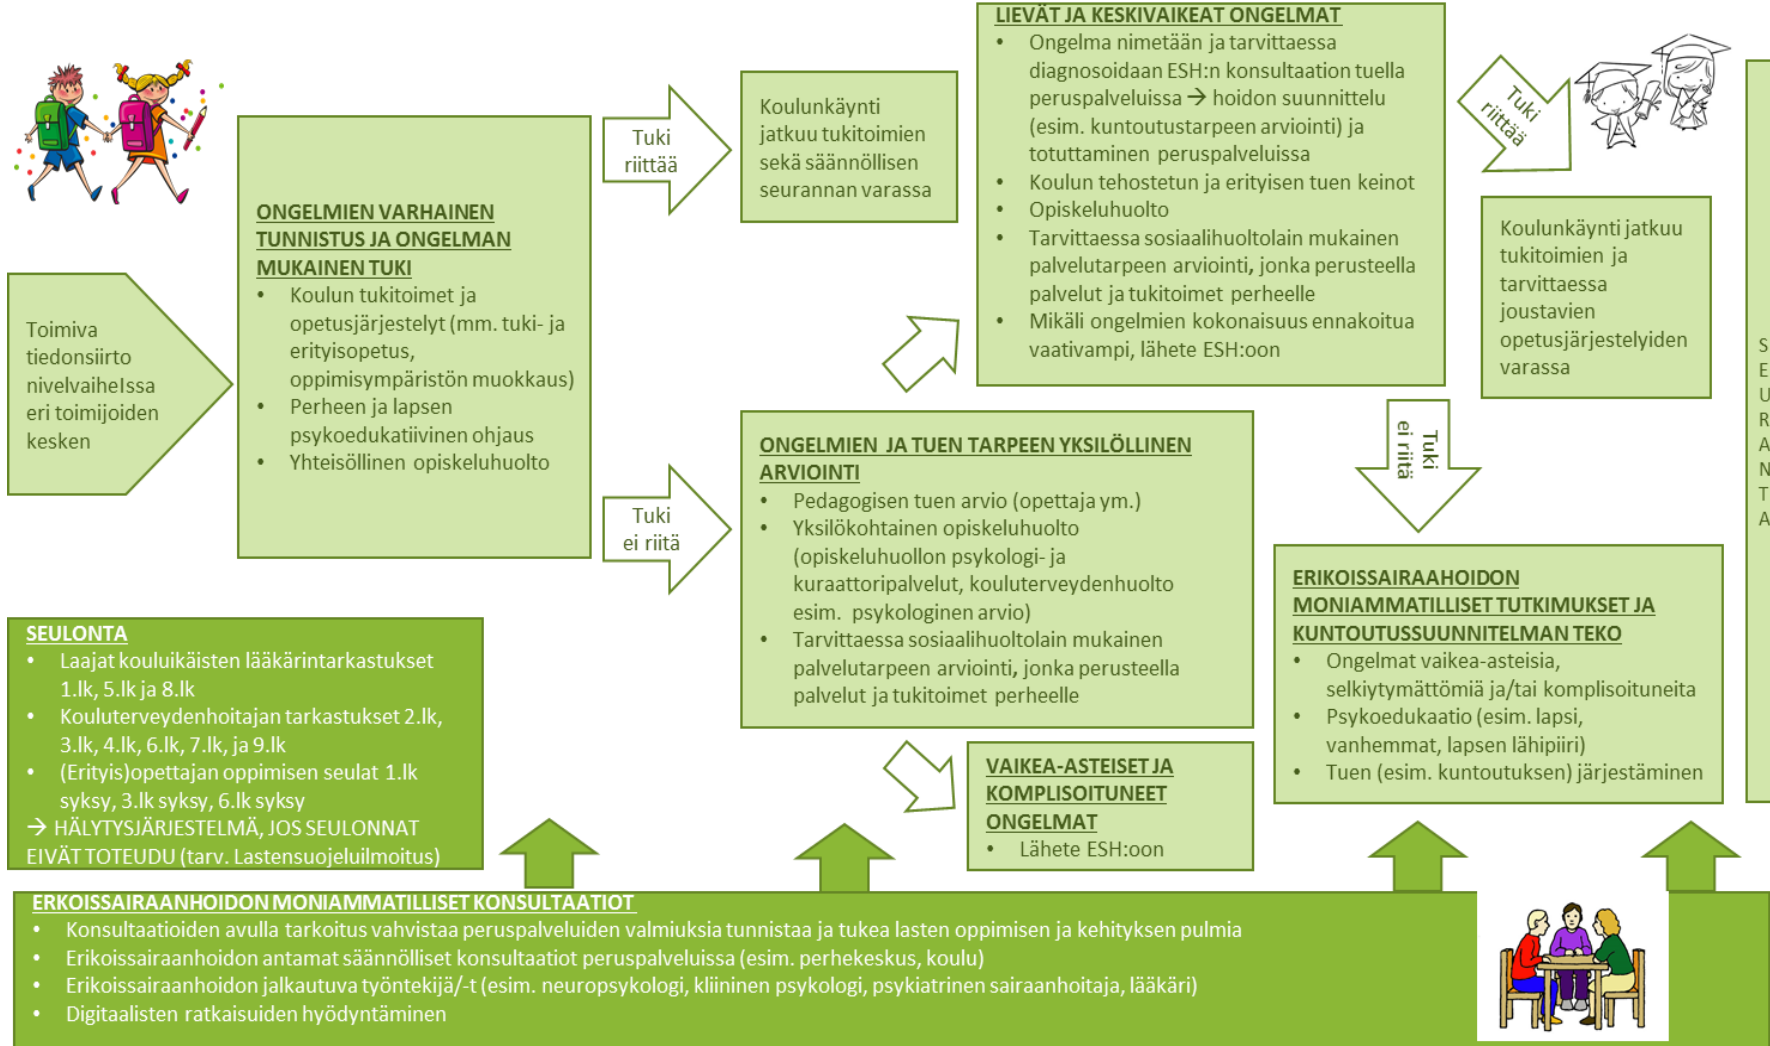 Toimiva
tiedonsiirto
nivelvaiheIssa
eri toimijoiden
kesken
ONGELMIEN VARHAINEN
TUNNISTUS JA ONGELMAN
MUKAINEN TUKI
• Koulun tukitoimet ja
opetusjärjestelyt (mm. tuki- ja
erityisopetus,
oppimisympäristön muokkaus)
• Perheen ja lapsen
psykoedukatiivinen ohjaus
• Yhteisöllinen opiskeluhuolto
Tuki
riittää
Koulunkäynti
jatkuu tukitoimien
sekä säännöllisen
seurannan varassa
Tuki
ei riitä
ONGELMIEN JA TUEN TARPEEN YKSILÖLLINEN
ARVIOINTI
• Pedagogisen tuen arvio (opettaja ym.)
• Yksilökohtainen opiskeluhuolto
(opiskeluhuollon psykologi- ja
kuraattoripalvelut, kouluterveydenhuolto
esim. psykologinen arvio)
• Tarvittaessa sosiaalihuoltolain mukainen
palvelutarpeen arviointi, jonka perusteella
palvelut ja tukitoimet perheelle
LIEVÄT JA KESKIVAIKEAT ONGELMAT
• Ongelma nimetään ja tarvittaessa
diagnosoidaan ESH:n konsultaation tuella
peruspalveluissa → hoidon suunnittelu
(esim. kuntoutustarpeen arviointi) ja
totuttaminen peruspalveluissa
• Koulun tehostetun ja erityisen tuen keinot
• Opiskeluhuolto
• Tarvittaessa sosiaalihuoltolain mukainen
palvelutarpeen arviointi, jonka perusteella
palvelut ja tukitoimet perheelle
• Mikäli ongelmien kokonaisuus ennakoitua
vaativampi, lähete ESH:oon
Tuki
riittää
Koulunkäynti jatkuu
tukitoimien ja
tarvittaessa
joustavien
opetusjärjestelyiden
varassa
Tuki
ei riitä
ERIKOISSAIRAAHOIDON
MONIAMMATILLISET TUTKIMUKSET JA
KUNTOUTUSSUUNNITELMAN TEKO
• Ongelmat vaikea-asteisia,
selkiytymättömiä ja/tai komplisoituneita
• Psykoedukaatio (esim. lapsi,
vanhemmat, lapsen lähipiiri)
• Tuen (esim. kuntoutuksen) järjestäminen
VAIKEA-ASTEISET JA
KOMPLISOITUNEET
ONGELMAT
• Lähete ESH:oon
S
E
U
R
A
N
T
A
SEULONTA
• Laajat kouluikäisten lääkärintarkastukset
1.lk, 5.lk ja 8.lk
• Kouluterveydenhoitajan tarkastukset 2.lk,
3.lk, 4.lk, 6.lk, 7.lk, ja 9.lk
• (Erityis)opettajan oppimisen seulat 1.lk
syksy, 3.lk syksy, 6.lk syksy
→ HÄLYTYSJÄRJESTELMÄ, JOS SEULONNAT
EIVÄT TOTEUDU (tarv. Lastensuojeluilmoitus)
ERKOISSAIRAANHOIDON MONIAMMATILLISET KONSULTAATIOT
• Konsultaatioiden avulla tarkoitus vahvistaa peruspalveluiden valmiuksia tunnistaa ja tukea lasten oppimisen ja kehityksen pulmia
• Erikoissairaanhoidon antamat säännölliset konsultaatiot peruspalveluissa (esim. perhekeskus, koulu)
• Erikoissairaanhoidon jalkautuva työntekijä/-t (esim. neuropsykologi, kliininen psykologi, psykiatrinen sairaanhoitaja, lääkäri)
• Digitaalisten ratkaisuiden hyödyntäminen